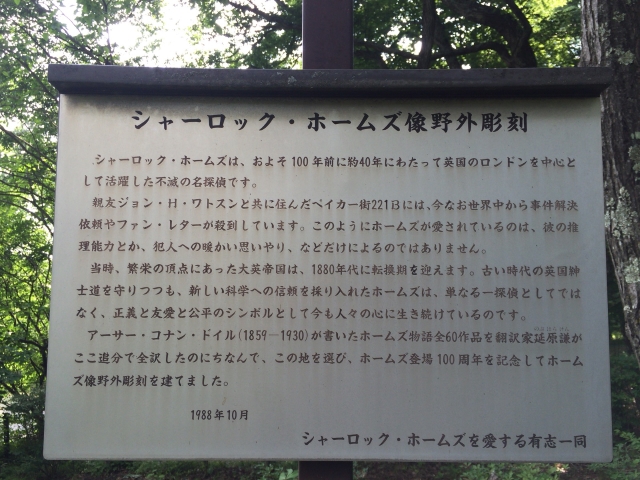 シャーロック・ホームズ像野外彫刻
シャーロック・ホームズは、およそ100年前に約40年にわたって英国のロンドンを中心と
して活躍した不滅の名探偵です。
親友ジョン・H・ワトスンと共に住んだベイカー街221Bには、今なお世界中から事件解決
依頼やファン・レターが殺到しています。このようにホームズが愛されているのは、彼の推
理能力とか、犯人への暖かい思いやり、などだけによるのではありません。
当時、繁栄の頂点にあった大英帝国は、1880年代に転換期を迎えます。古い時代の英国紳
士道を守りつつも、新しい科学への信頼を採り入れたホームズは、単なる一探偵としてでは
なく、正義と友愛と公平のシンボルとして今も人々の心に生き続けているのです。
アーサー・コナン・ドイル(1859―1930)が書いたホームズ物語全60作品を翻訳家延原謙が
ここ追分で全訳したのにちなんで、この地を選び、ホームズ登場100周年を記念してホーム
ズ像野外彫刻を建てました。
1988年10月
シャーロック・ホームズを愛する有志一同